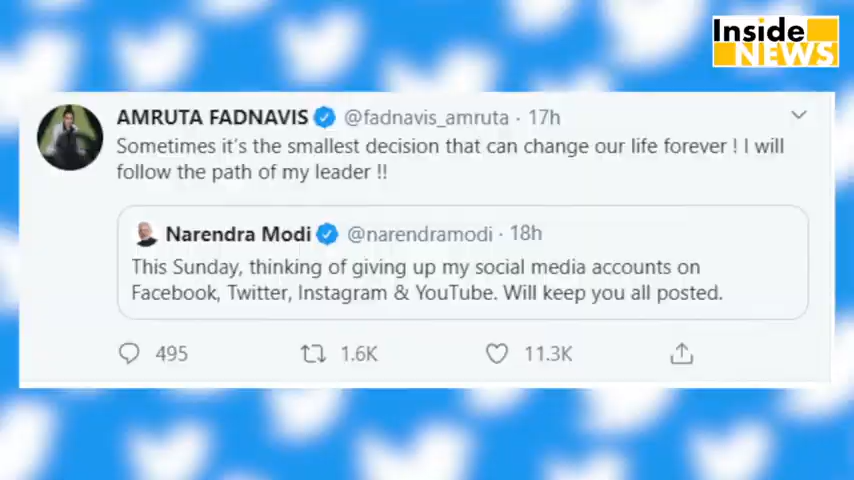 Inside
NEWS
AMRUTA FADNAVIS @fadnavis_amruta · 17h
Sometimes it's the smallest decision that can change our life forever ! I will
follow the path of my leader !!
Narendra Modi @narendramodi · 18h
This Sunday, thinking of giving up my social media accounts on
Facebook, Twitter, Instagram & YouTube. Will keep you all posted.
495 1.6K 11.3K